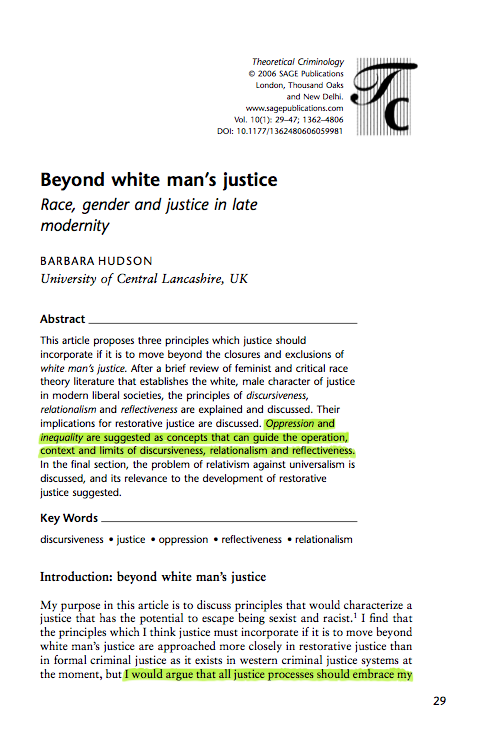 Theoretical Criminology
© 2006 SAGE Publications
London, Thousand Oaks
and New Delhi.
www.sagepublications.com
Vol. 10(1): 29–47; 1362–4806
DOI: 10.1177/1362480606059981
Tc
Beyond white man's justice
Race, gender and justice in late
modernity
BARBARA HUDSON
University of Central Lancashire, UK
Abstract
This article proposes three principles which justice should
incorporate if it is to move beyond the closures and exclusions of
white man's justice. After a brief review of feminist and critical race
theory literature that establishes the white, male character of justice
in modern liberal societies, the principles of discursiveness,
relationalism and reflectiveness are explained and discussed. Their
implications for restorative justice are discussed. Oppression and
inequality are suggested as concepts that can guide the operation,
context and limits of discursiveness, relationalism and reflectiveness.
In the final section, the problem of relativism against universalism is
discussed, and its relevance to the development of restorative
justice suggested.
Key Words
discursiveness • justice • oppression • reflectiveness • relationalism
Introduction: beyond white man's justice
My purpose in this article is to discuss principles that would characterize a
justice that has the potential to escape being sexist and racist.1 I find that
the principles which I think justice must incorporate if it is to move beyond
white man's justice are approached more closely in restorative justice than
in formal criminal justice as it exists in western criminal justice systems at
the moment, but I would argue that all justice processes should embrace my
29